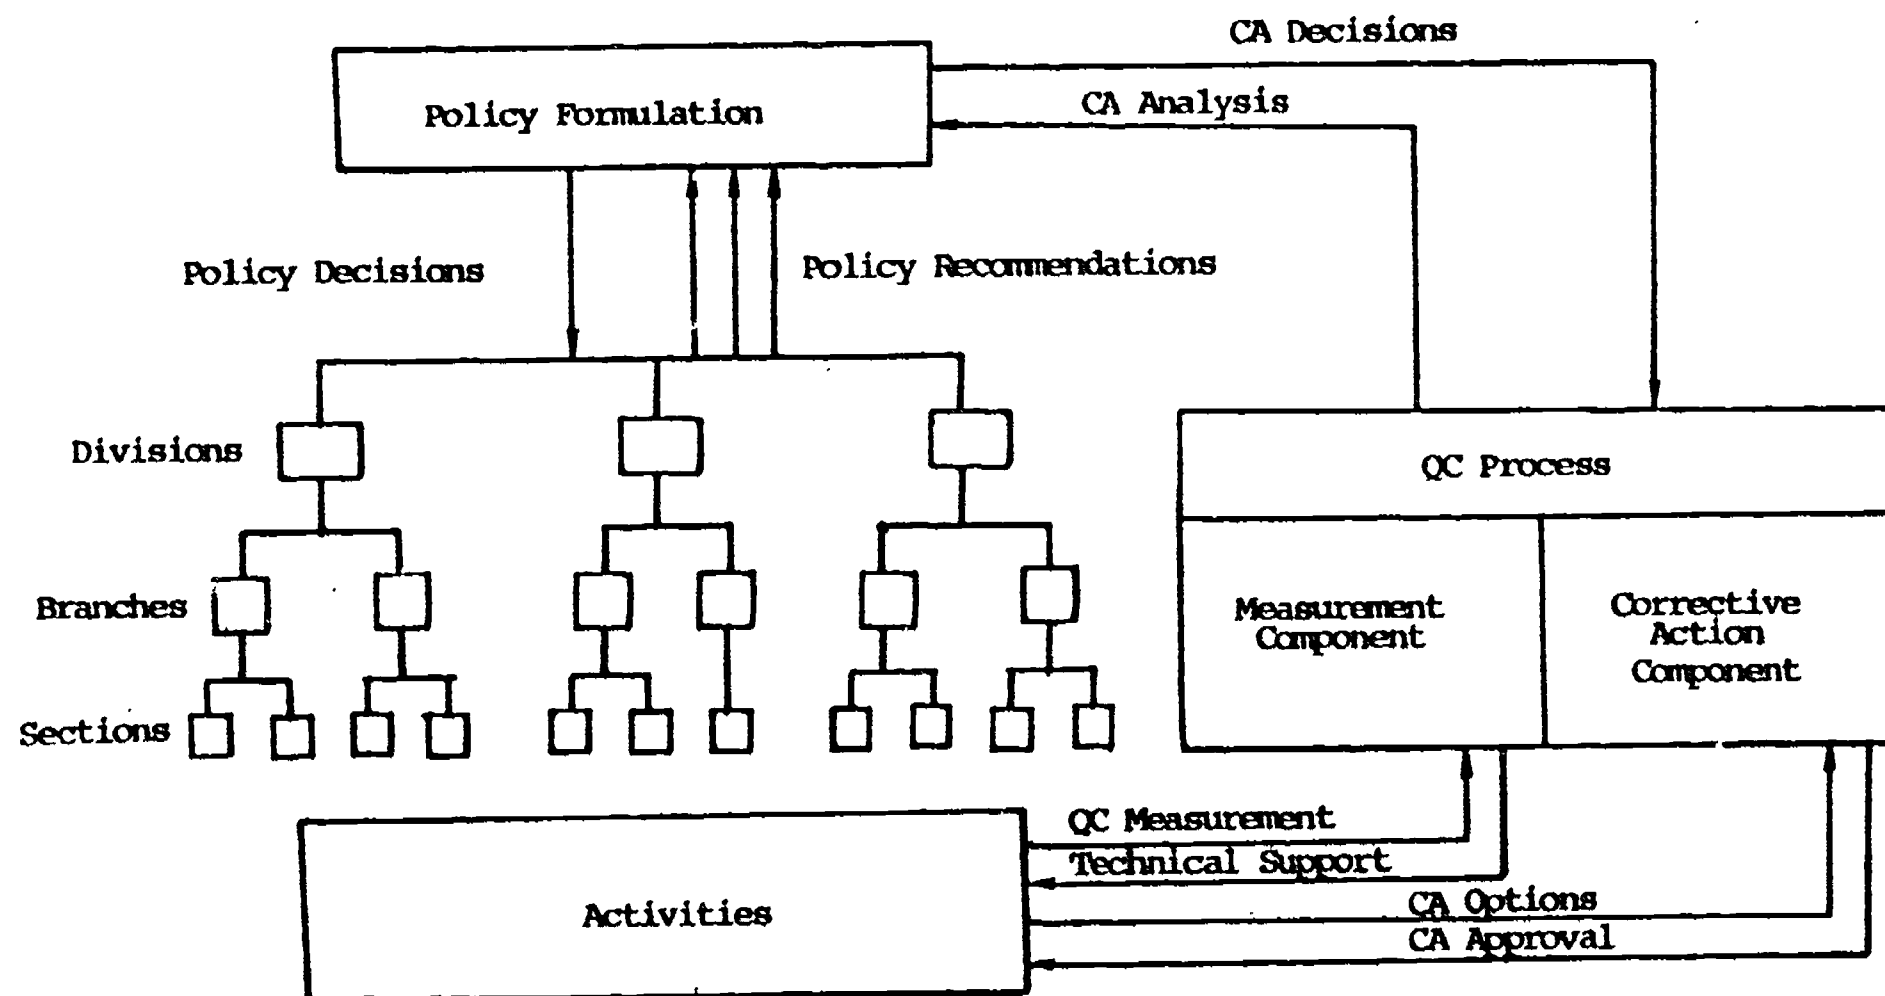 CA Decisions
Policy Formulation
CA Analysis
Policy Decisions
Policy Recommendations
Divisions
QC Process
Branches
Measurement
Component
Corrective
Action
Component
Sections
QC Measurement
Technical Support
Activities
CA Options
CA Approval